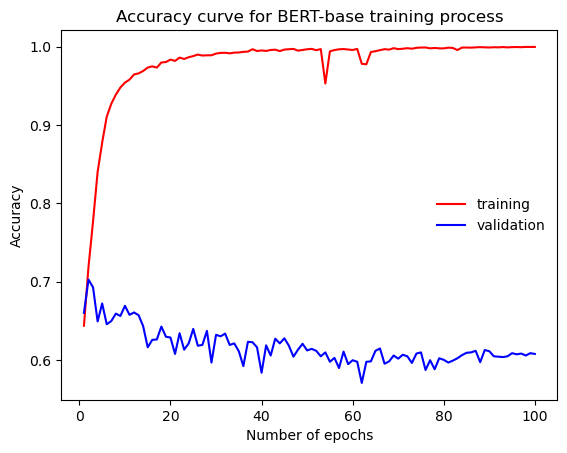 Accuracy curve for BERT-base training process
1.0
0.9
0.8
0.7
0.6
Accuracy
training
validation
0 20 40 60 80 100
Number of epochs